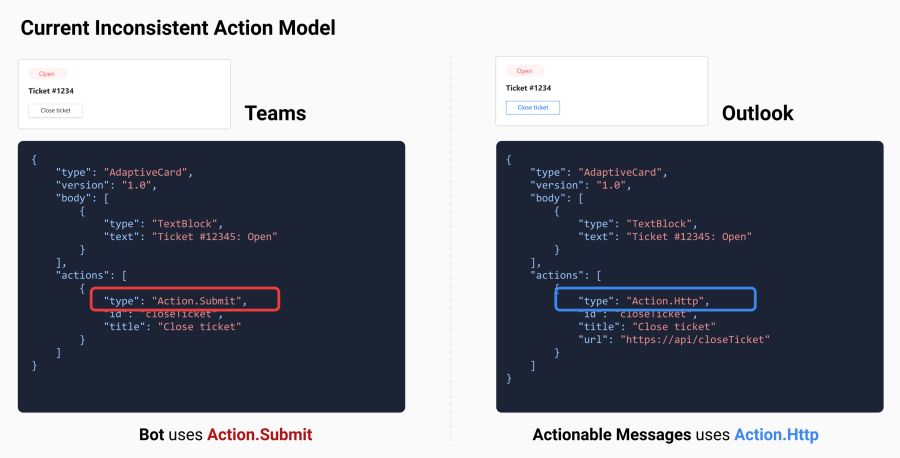 Current Inconsistent Action Model
Open
Ticket #1234
Close ticket
Teams
{
    "type": "AdaptiveCard",
    "version": "1.0",
    "body": [
        {
            "type": "TextBlock",
            "text": "Ticket #12345: Open"
        }
    ],
    "actions": [
        {
            "type": "Action.Submit",
            "id": "closeTicket",
            "title": "Close ticket"
        }
    ]
}
Bot uses Action.Submit
Open
Ticket #1234
Close ticket
Outlook
{
    "type": "AdaptiveCard",
    "version": "1.0",
    "body": [
        {
            "type": "TextBlock",
            "text": "Ticket #12345: Open"
        }
    ],
    "actions": [
        {
            "type": "Action.Http",
            "id": "closeTicket",
            "title": "Close ticket"
            "url": "https://api/closeTicket"
        }
    ]
}
Actionable Messages uses Action.Http